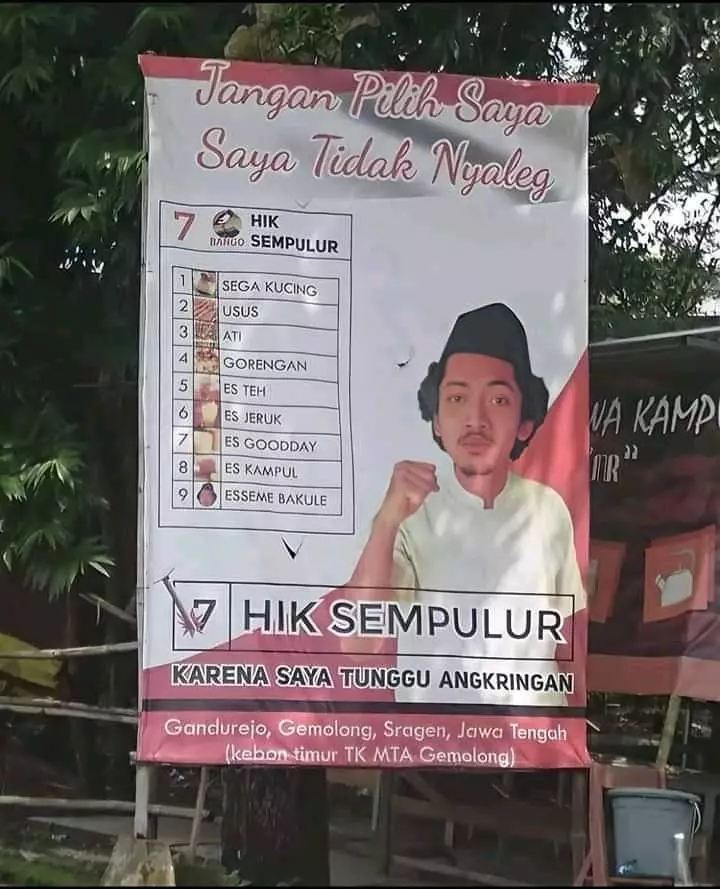 Jangan Pilih Saya
Saya Tidak Nyaleg
7 BANGO HIK SEMPULUR
1 SEGA KUCING
2 USUS
3 ATI
4 GORENGAN
5 ES TEH
6 ES JERUK
7 ES GOODDAY
8 ES KAMPUL
9 ESSEME BAKULE
7 HIK SEMPULUR
KARENA SAYA TUNGGU ANGKRINGAN
Gandurejo, Gemolong, Sragen, Jawa Tengah
(kebon timur TK MTA Gemolong)